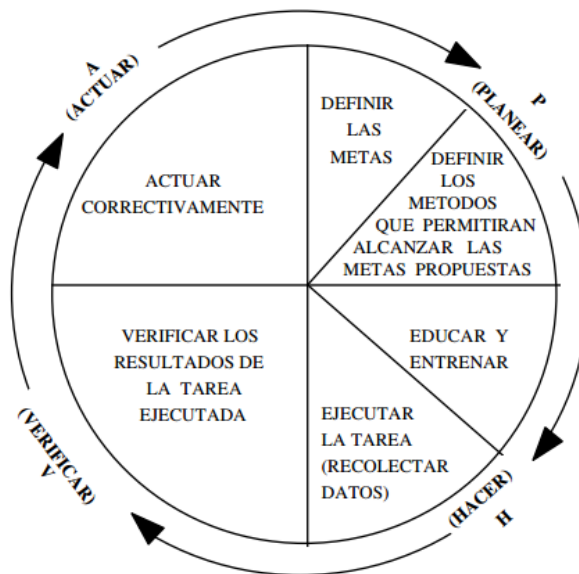 A
(ACTUAR)
P
(PLANEAR)
DEFINIR
LAS
METAS
DEFINIR
LOS
METODOS
QUE PERMITIRAN
ALCANZAR LAS
METAS PROPUESTAS
ACTUAR
CORRECTIVAMENTE
VERIFICAR LOS
RESULTADOS DE
LA TAREA
EJECUTADA
EDUCAR Y
ENTRENAR
EJECUTAR
LA TAREA
(RECOLECTAR
DATOS)
(VERIFICAR)
V
(HACER)
H